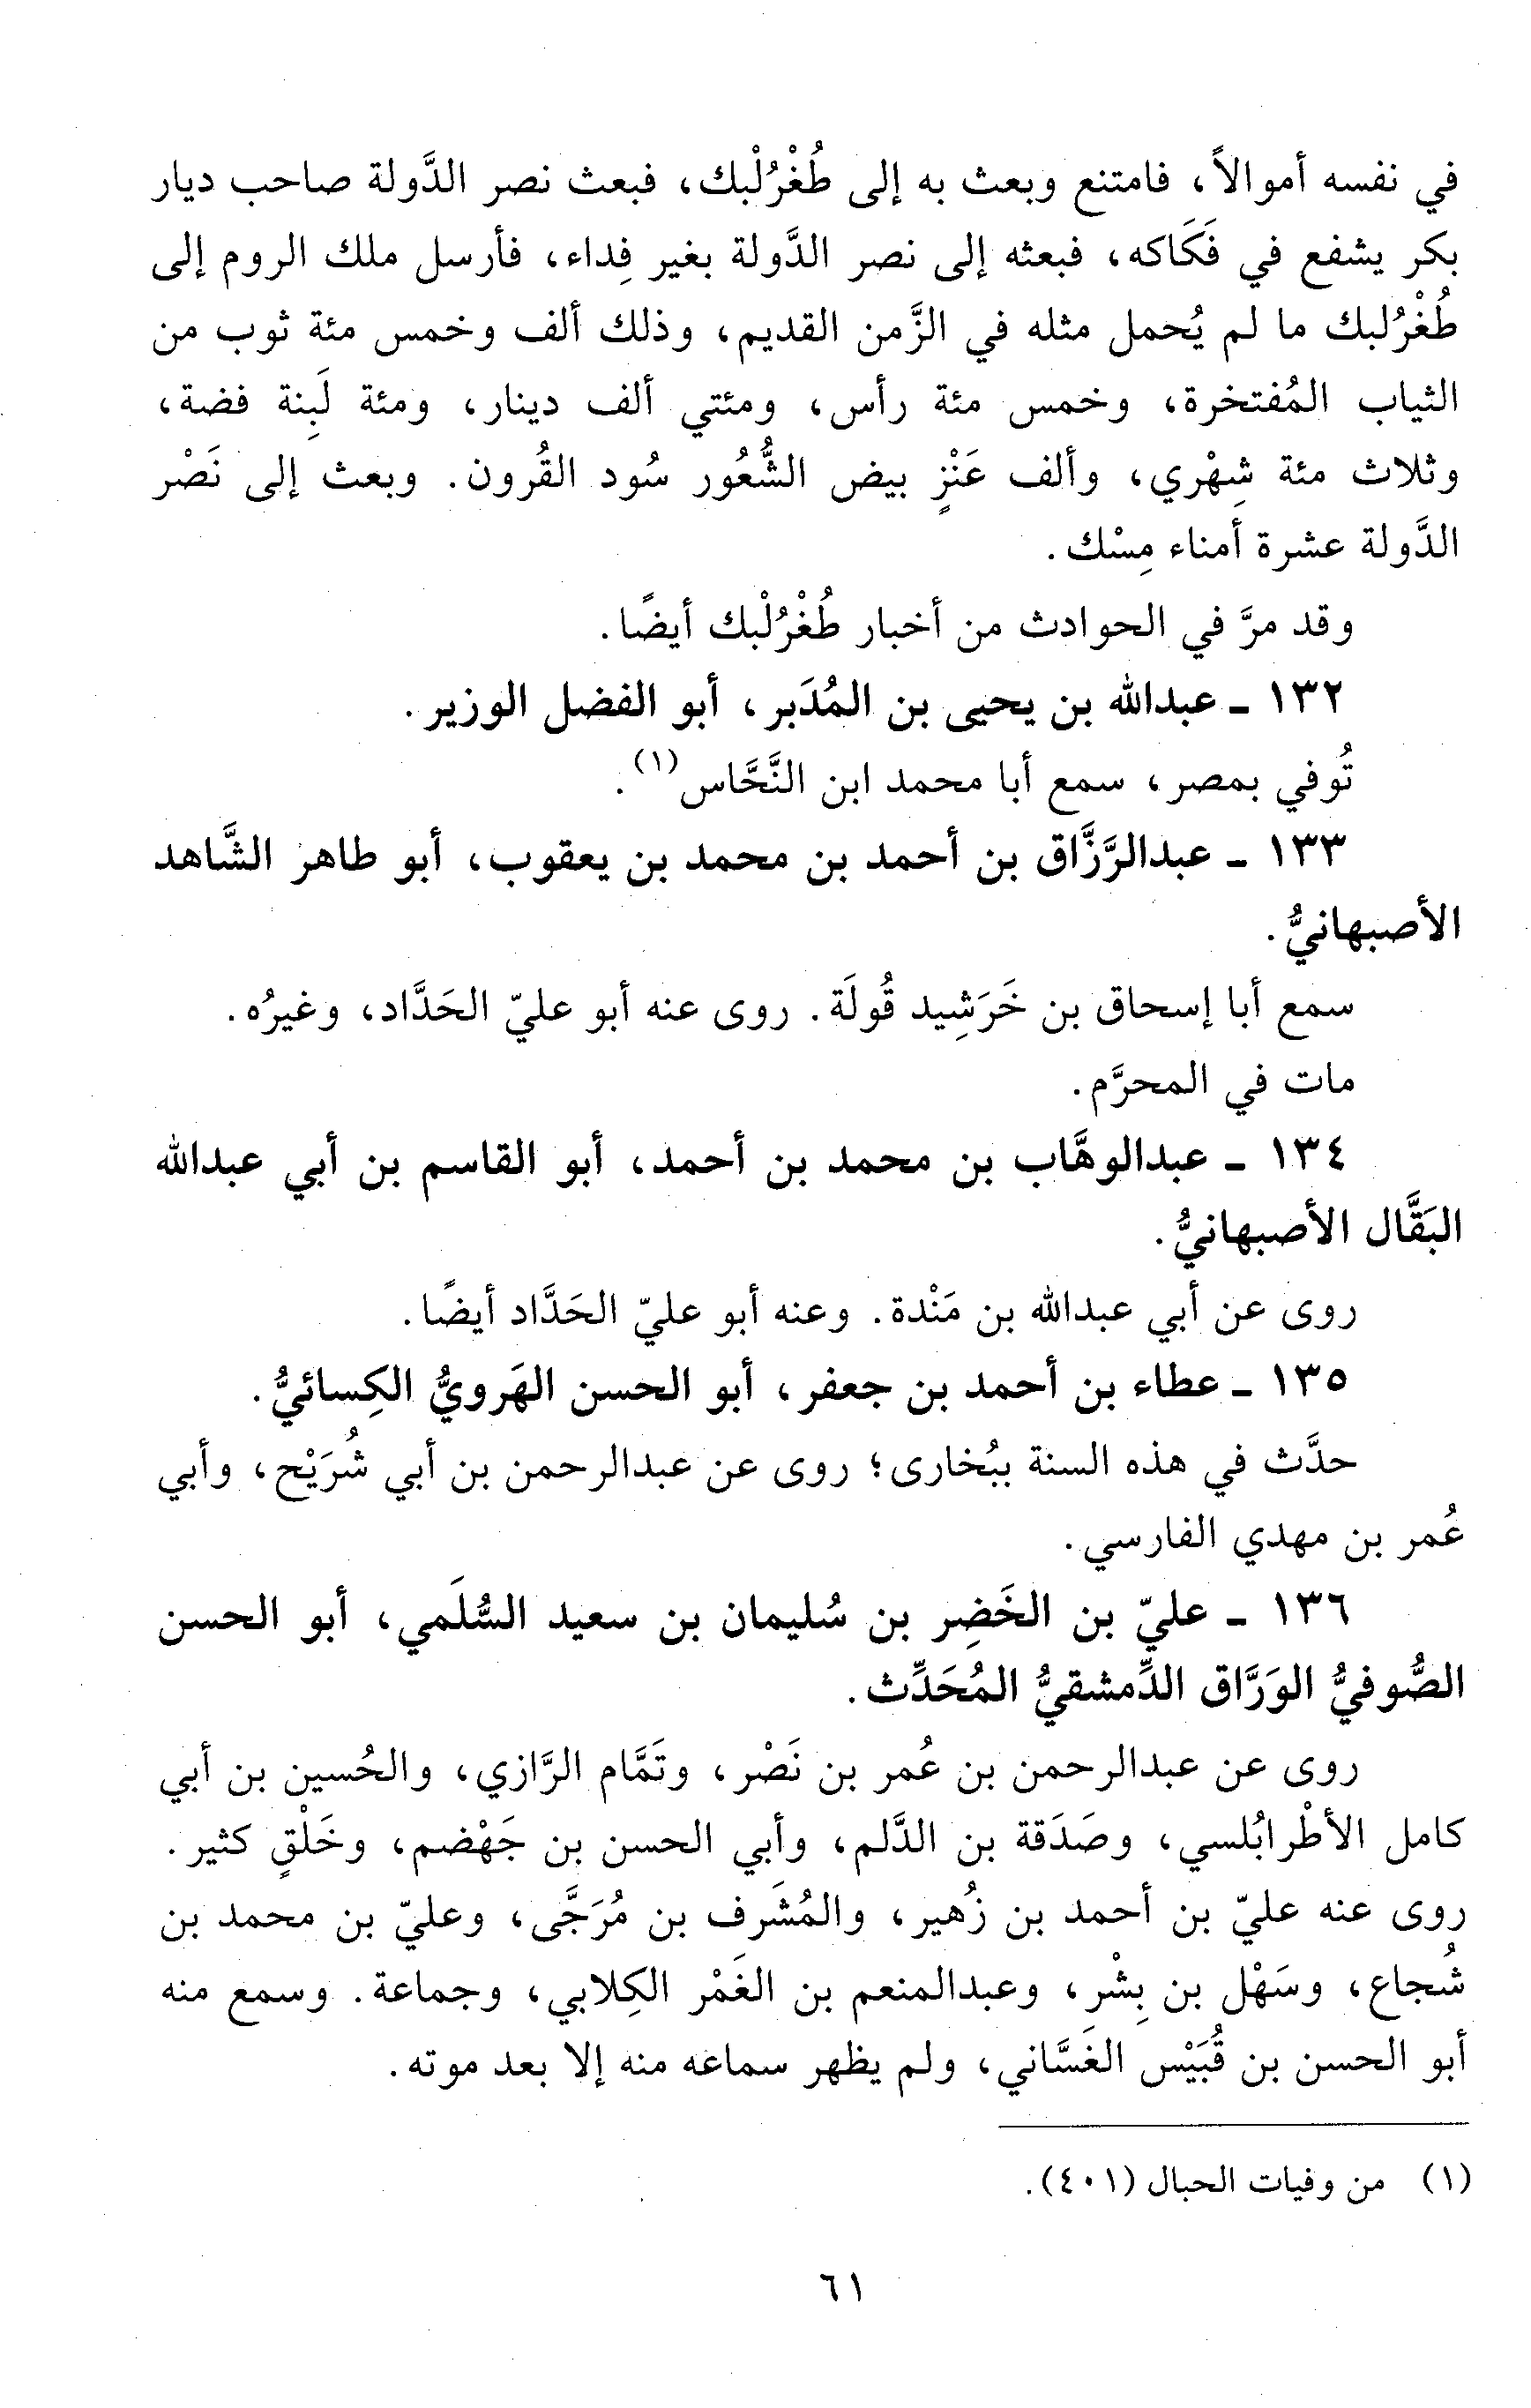 في نفسه أموالاً، فامتنع وبعث به إلى طُغْرُلْبك، فبعث نصر الدَّولة صاحب ديار
بكر يشفع في فَكَاكه، فبعثه إلى نصر الدَّولة بغير فِداء، فأرسل ملك الروم إلى
طُغْرُلبك ما لم يُحمل مثله في الزَّمن القديم، وذلك ألف وخمس مئة ثوب من
الثياب المُفتخرة، وخمس مئة رأس، ومئتي ألف دينار، ومئة لَبِنة فضة،
وثلاث مئة شِهْري، وألف عَنْزٍ بيض الشُّعُور سُود القُرون. وبعث إلى نَصْر
الدَّولة عشرة أمناء مِسْك.
وقد مرَّ في الحوادث من أخبار طُغْرُلْبك أيضًا.
١٣٢ ـ عبدالله بن يحيى بن المُدَبر، أبو الفضل الوزير.
تُوفي بمصر، سمع أبا محمد ابن النَّحَّاس(١).
١٣٣ ـ عبدالرَّزَّاق بن أحمد بن محمد بن يعقوب، أبو طاهر الشَّاهد
الأصبهانيُّ.
سمع أبا إسحاق بن خَرَشِيد قُولَة. روى عنه أبو عليّ الحَدَّاد، وغيرُه.
مات في المحرَّم.
١٣٤ ـ عبدالوهَّاب بن محمد بن أحمد، أبو القاسم بن أبي عبدالله
البَقَّال الأصبهانيُّ.
روى عن أبي عبدالله بن مَنْدة. وعنه أبو عليّ الحَدَّاد أيضًا.
١٣٥ ـ عطاء بن أحمد بن جعفر، أبو الحسن الهَرويُّ الكِسائيُّ.
حدَّث في هذه السنة ببُخارى؛ روى عن عبدالرحمن بن أبي شُرَيْح، وأبي
عُمر بن مهدي الفارسي.
١٣٦ ـ عليّ بن الخَضِر بن سُليمان بن سعيد السُّلَمي، أبو الحسن
الصُّوفيُّ الوَرَّاق الدِّمشقيُّ المُحَدِّث.
روى عن عبدالرحمن بن عُمر بن نَصْر، وتَمَّام الرَّازي، والحُسين بن أبي
كامل الأطْرابُلسي، وصَدَقة بن الدَّلم، وأبي الحسن بن جَهْضم، وخَلْقٍ كثير.
روى عنه عليّ بن أحمد بن زُهير، والمُشَرف بن مُرَجَّى، وعليّ بن محمد بن
شُجاع، وسَهْل بن بِشْر، وعبدالمنعم بن الغَمْر الكِلابي، وجماعة. وسمع منه
أبو الحسن بن قُبَيْس الغَسَّاني، ولم يظهر سماعه منه إلا بعد موته.
(١) من وفيات الحبال (٤٠١).
٦١